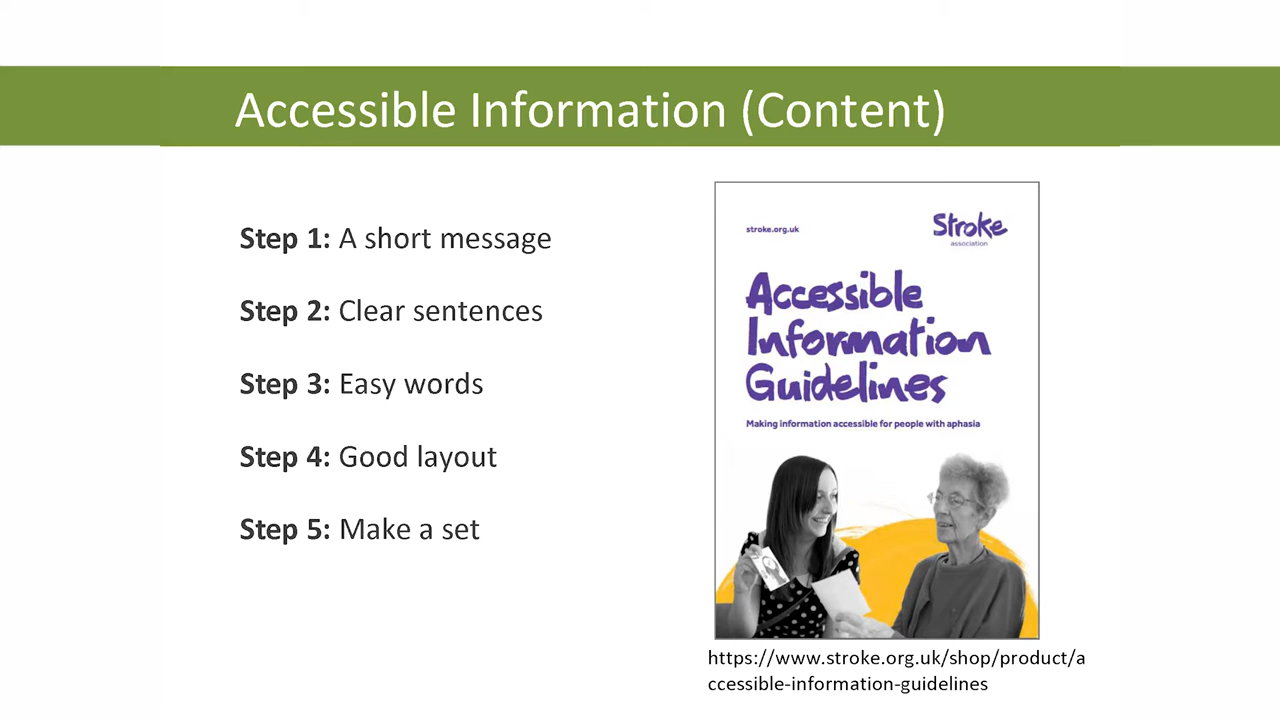 Accessible Information (Content)
Step 1: A short message
Step 2: Clear sentences
Step 3: Easy words
Step 4: Good layout
Step 5: Make a set
stroke.org.uk
Stroke
association
Accessible
Information
Guidelines
Making information accessible for people with aphasia
https://www.stroke.org.uk/shop/product/a
ccessible-information-guidelines